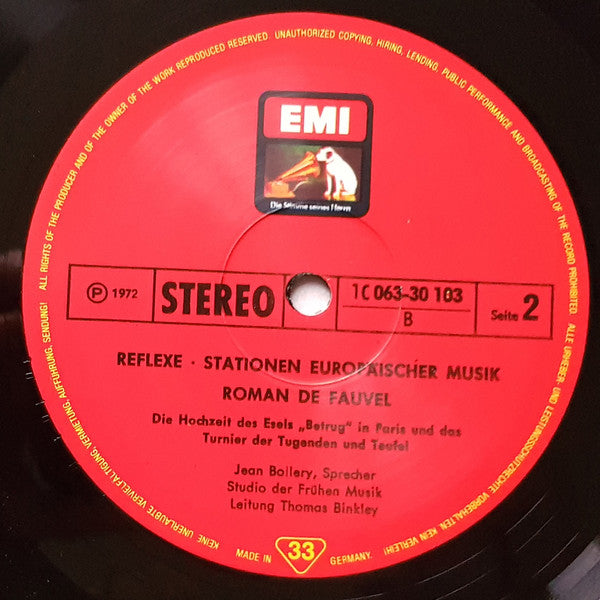 ALL RIGHTS OF THE PRODUCER AND OF THE OWNER OF THE WORK REPRODUCED RESERVED. UNAUTHORIZED COPYING, HIRING, LENDING, PUBLIC PERFORMANCE AND BROADCASTING OF THE RECORD PROHIBITED.
EMI
Die Stimme seines Herrn
Ⓟ 1972
STEREO
1C 063-30 103
B
Seite 2
REFLEXE · STATIONEN EUROPÄISCHER MUSIK
ROMAN DE FAUVEL
Die Hochzeit des Esels „Betrug“ in Paris und das
Turnier der Tugenden und Teufel
Jean Bollery, Sprecher
Studio der Frühen Musik
Leitung Thomas Binkley
MADE IN
33
GERMANY.
ALLE URHEBER- UND LEISTUNGSSCHUTZRECHTE VORBEHALTEN KEIN VERLEIH! KEINE UNERLAUBTE VERVIELFÄLTIGUNG, VERMIETUNG, AUFFÜHRUNG, SENDUNG!